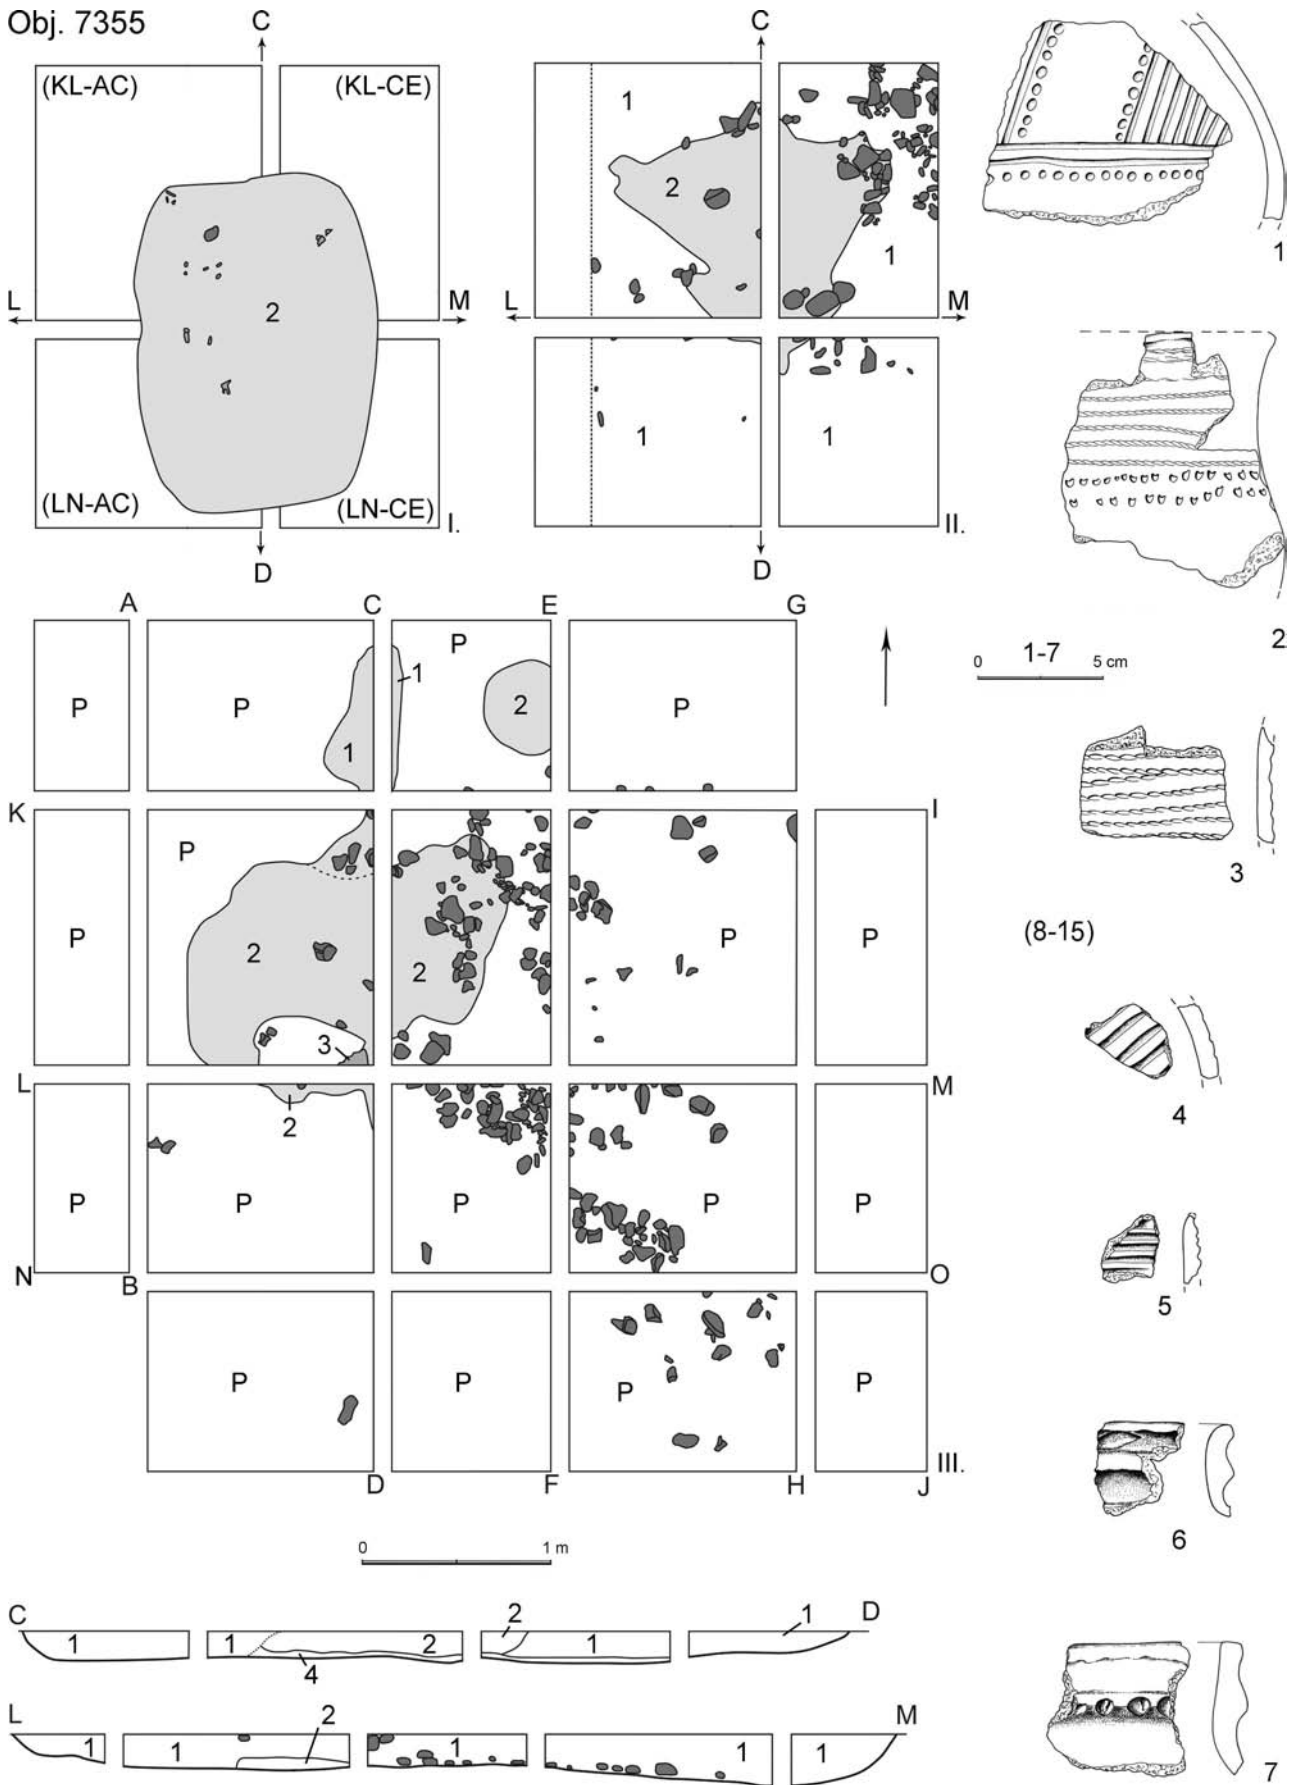 Obj. 7355
C
(KL-AC)
(KL-CE)
2
L
M
(LN-AC)
(LN-CE)
I.
D
C
1
2
1
L
M
1
1
II.
D
1
2
1-7
0 5 cm
3
(8-15)
4
5
6
7
A
C
E
G
P
P
1
P
1
2
P
K
I
P
P
2
3
2
P
P
L
M
2
P
P
P
P
P
N
O
B
P
P
P
P
III.
D
F
H
J
0 1 m
C
1
1
4
2
2
1
1
D
L
1
1
2
1
1
1
M